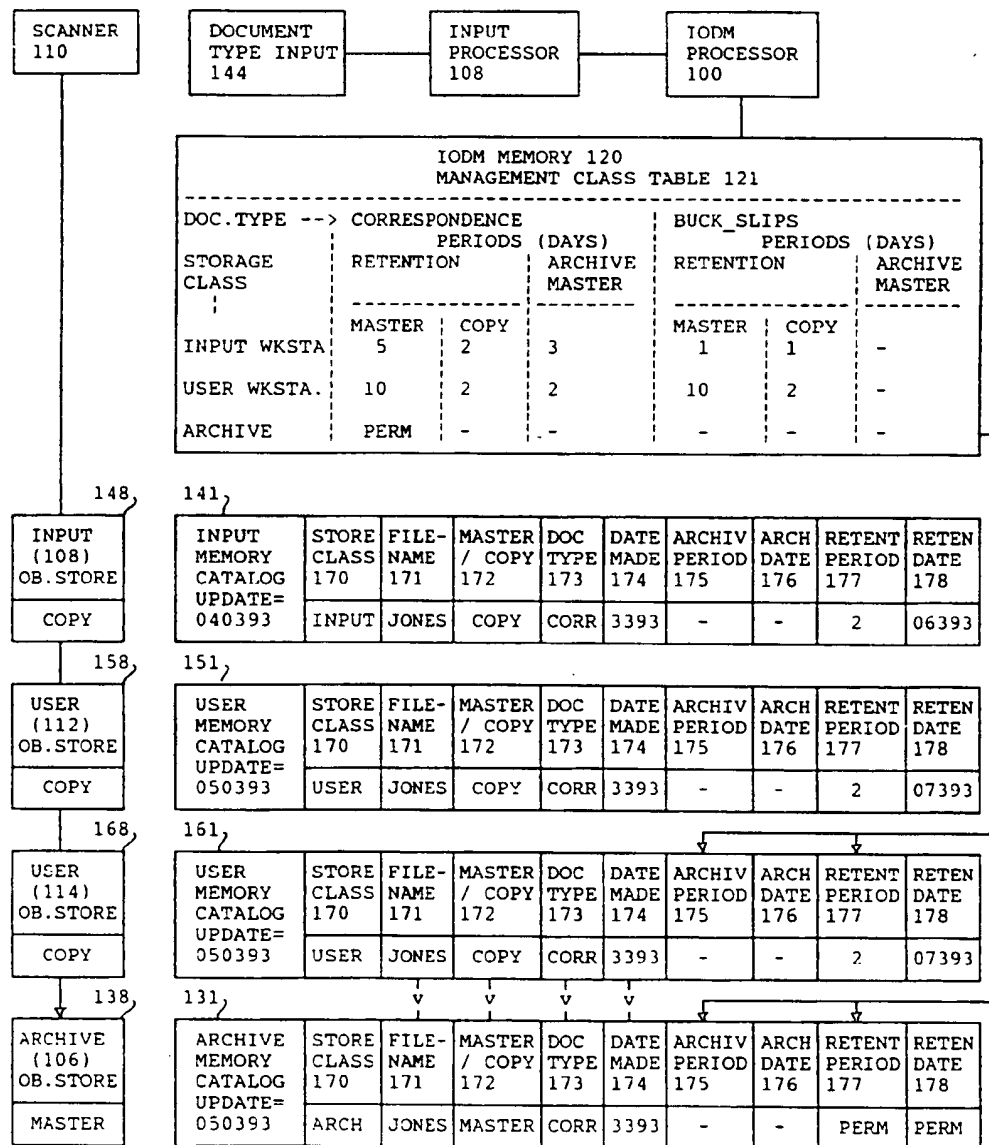 SCANNER
110
DOCUMENT
TYPE INPUT
144
INPUT
PROCESSOR
108
IODM
PROCESSOR
100
IODM MEMORY 120
MANAGEMENT CLASS TABLE 121
DOC.TYPE --> CORRESPONDENCE BUCK_SLIPS
PERIODS (DAYS) PERIODS (DAYS)
STORAGE RETENTION ARCHIVE RETENTION ARCHIVE
CLASS MASTER MASTER
MASTER COPY MASTER COPY
INPUT WKSTA 5 2 3 1 1 -
USER WKSTA. 10 2 2 10 2 -
ARCHIVE PERM - - - - -
148 141
INPUT
(108)
OB.STORE
COPY
INPUT STORE FILE- MASTER DOC DATE ARCHIV ARCH RETENT RETEN
MEMORY CLASS NAME / COPY TYPE MADE PERIOD DATE PERIOD DATE
CATALOG 170 171 172 173 174 175 176 177 178
UPDATE=
040393 INPUT JONES COPY CORR 3393 - - 2 06393
158 151
USER
(112)
OB.STORE
COPY
USER STORE FILE- MASTER DOC DATE ARCHIV ARCH RETENT RETEN
MEMORY CLASS NAME / COPY TYPE MADE PERIOD DATE PERIOD DATE
CATALOG 170 171 172 173 174 175 176 177 178
UPDATE=
050393 USER JONES COPY CORR 3393 - - 2 07393
168 161
USER
(114)
OB.STORE
COPY
USER STORE FILE- MASTER DOC DATE ARCHIV ARCH RETENT RETEN
MEMORY CLASS NAME / COPY TYPE MADE PERIOD DATE PERIOD DATE
CATALOG 170 171 172 173 174 175 176 177 178
UPDATE=
050393 USER JONES COPY CORR 3393 - - 2 07393
138 131
ARCHIVE
(106)
OB.STORE
MASTER
ARCHIVE STORE FILE- MASTER DOC DATE ARCHIV ARCH RETENT RETEN
MEMORY CLASS NAME / COPY TYPE MADE PERIOD DATE PERIOD DATE
CATALOG 170 171 172 173 174 175 176 177 178
UPDATE=
050393 ARCH JONES MASTER CORR 3393 - - PERM PERM